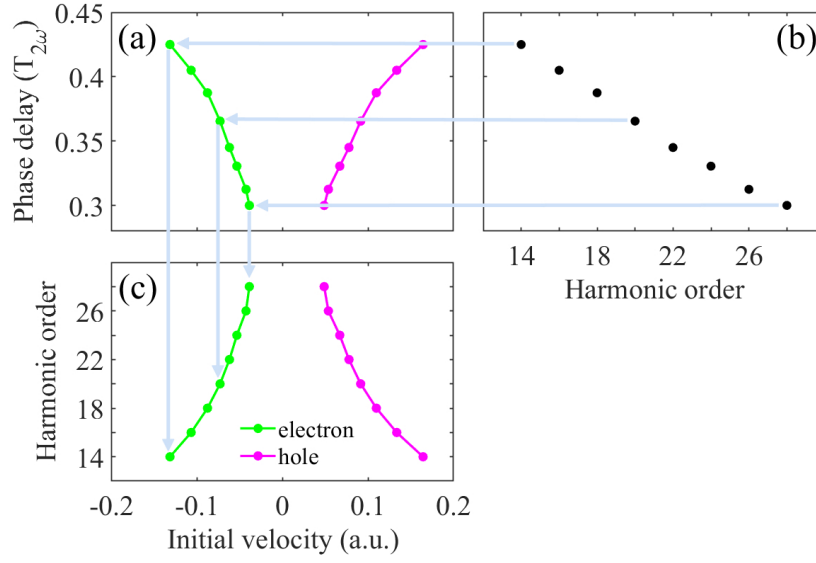 0.45
0.4
0.35
0.3
Phase delay (T2ω)
(a)
(b)
14 18 22 26
Harmonic order
(c)
26
22
18
14
Harmonic order
electron
hole
-0.2 -0.1 0 0.1 0.2
Initial velocity (a.u.)